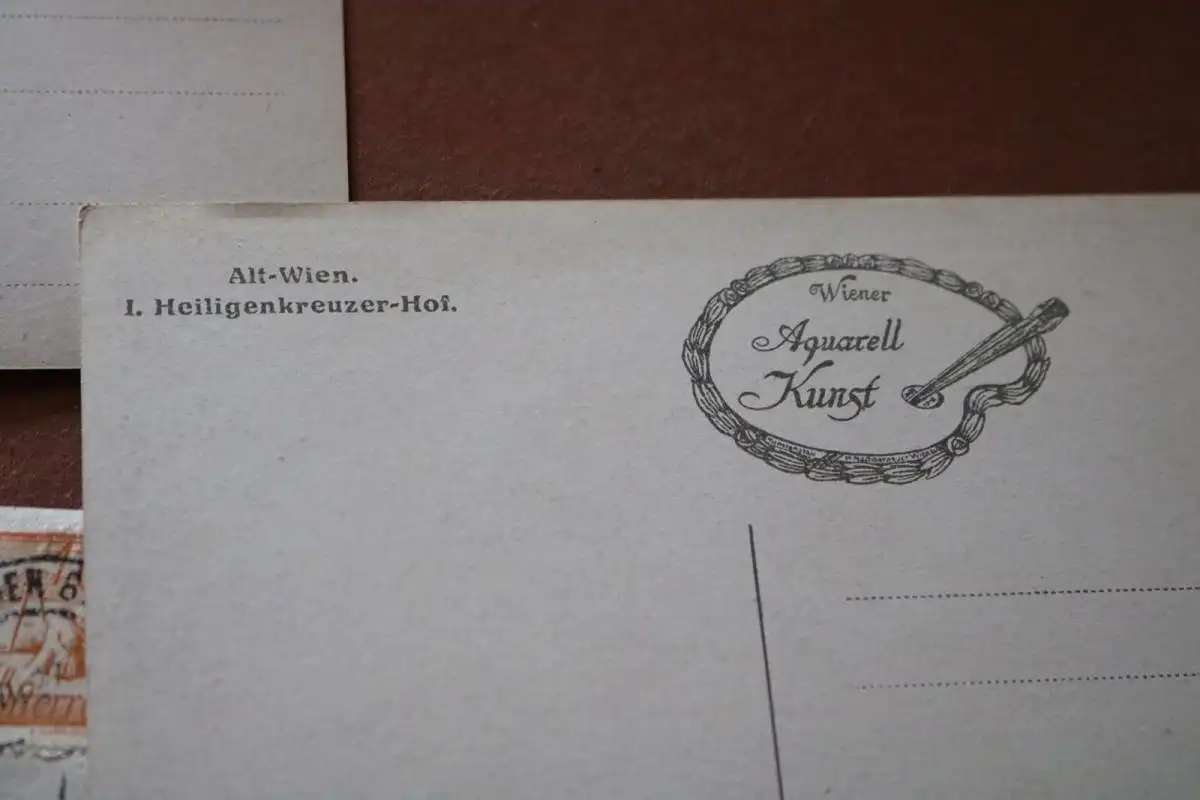 Alt-Wien.
I. Heiligenkreuzer-Hof.
Wiener
Aquarell
Kunst